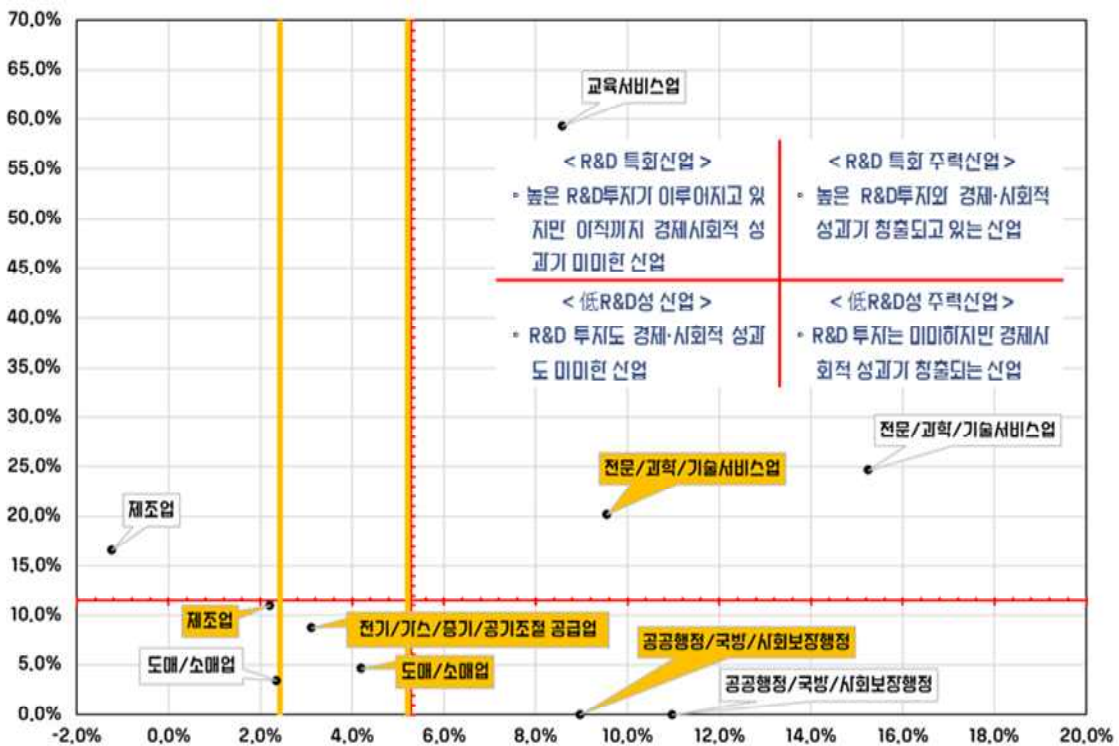 70.0%
65.0%
60.0%
55.0%
50.0%
45.0%
40.0%
35.0%
30.0%
25.0%
20.0%
15.0%
10.0%
5.0%
0.0%
-2.0%
0.0%
2.0%
4.0%
6.0%
8.0%
10.0%
12.0%
14.0%
16.0%
18.0%
20.0%
교육서비스업
< R&D 특화산업 >
◦ 높은 R&D투자가 이루어지고 있
지만 아직까지 경제사회적 성
과가 미미한 산업
< R&D 특화 주력산업 >
◦ 높은 R&D투자와 경제·사회적
성과가 창출되고 있는 산업
< 低R&D성 산업 >
◦ R&D 투자도 경제·사회적 성과
도 미미한 산업
< 低R&D성 주력산업 >
◦ R&D 투자는 미미하지만 경제사
회적 성과가 창출되는 산업
전문/과학/기술서비스업
전문/과학/기술서비스업
제조업
제조업
전기/가스/증기/공기조절 공급업
도매/소매업
도매/소매업
공공행정/국방/사회보장행정
공공행정/국방/사회보장행정